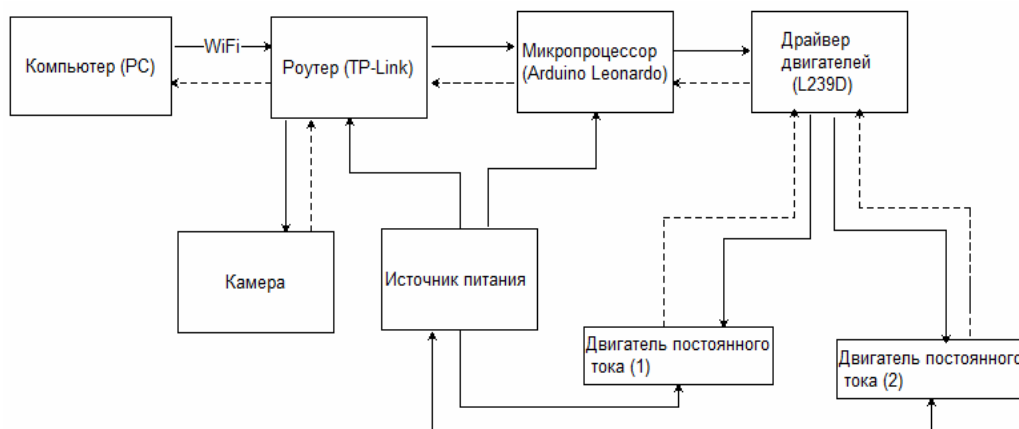 Компьютер (PC)
WiFi
Роутер (TP-Link)
Микропроцессор
(Arduino Leonardo)
Драйвер
двигателей
(L239D)
Камера
Источник питания
Двигатель постоянного
тока (1)
Двигатель постоянного
тока (2)